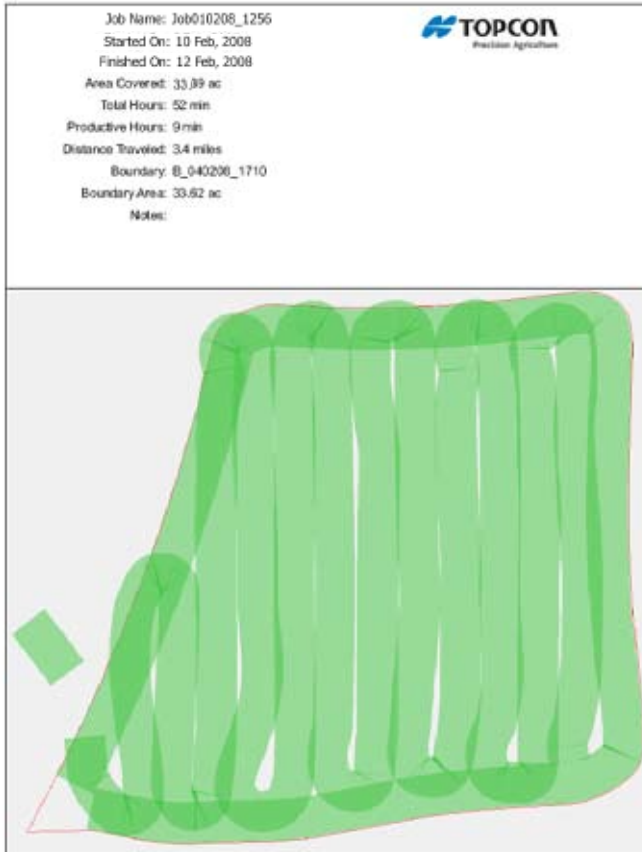 Job Name: Job010208_1256
Started On: 10 Feb, 2008
Finished On: 12 Feb, 2008
Area Covered: 33.89 ac
Total Hours: 52 min
Productive Hours: 9 min
Distance Traveled: 3.4 miles
Boundary: B_040208_1710
Boundary Area: 33.62 ac
Notes:
TOPCON
Precision Agriculture